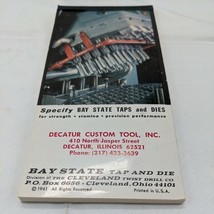 Specify BAY STATE TAPS and DIES
for strength • stamina • precision performance
DECATUR CUSTOM TOOL, INC.
410 North Jasper Street
DECATUR, ILLINOIS 62521
Phone: (217) 423-3639
BAY STATE TAP AND DIE
Division of THE CLEVELAND TWIST DRILL CO.
P.O. Box 6656 - Cleveland, Ohio 44101
All Rights Reserved Printed in U.S.A.